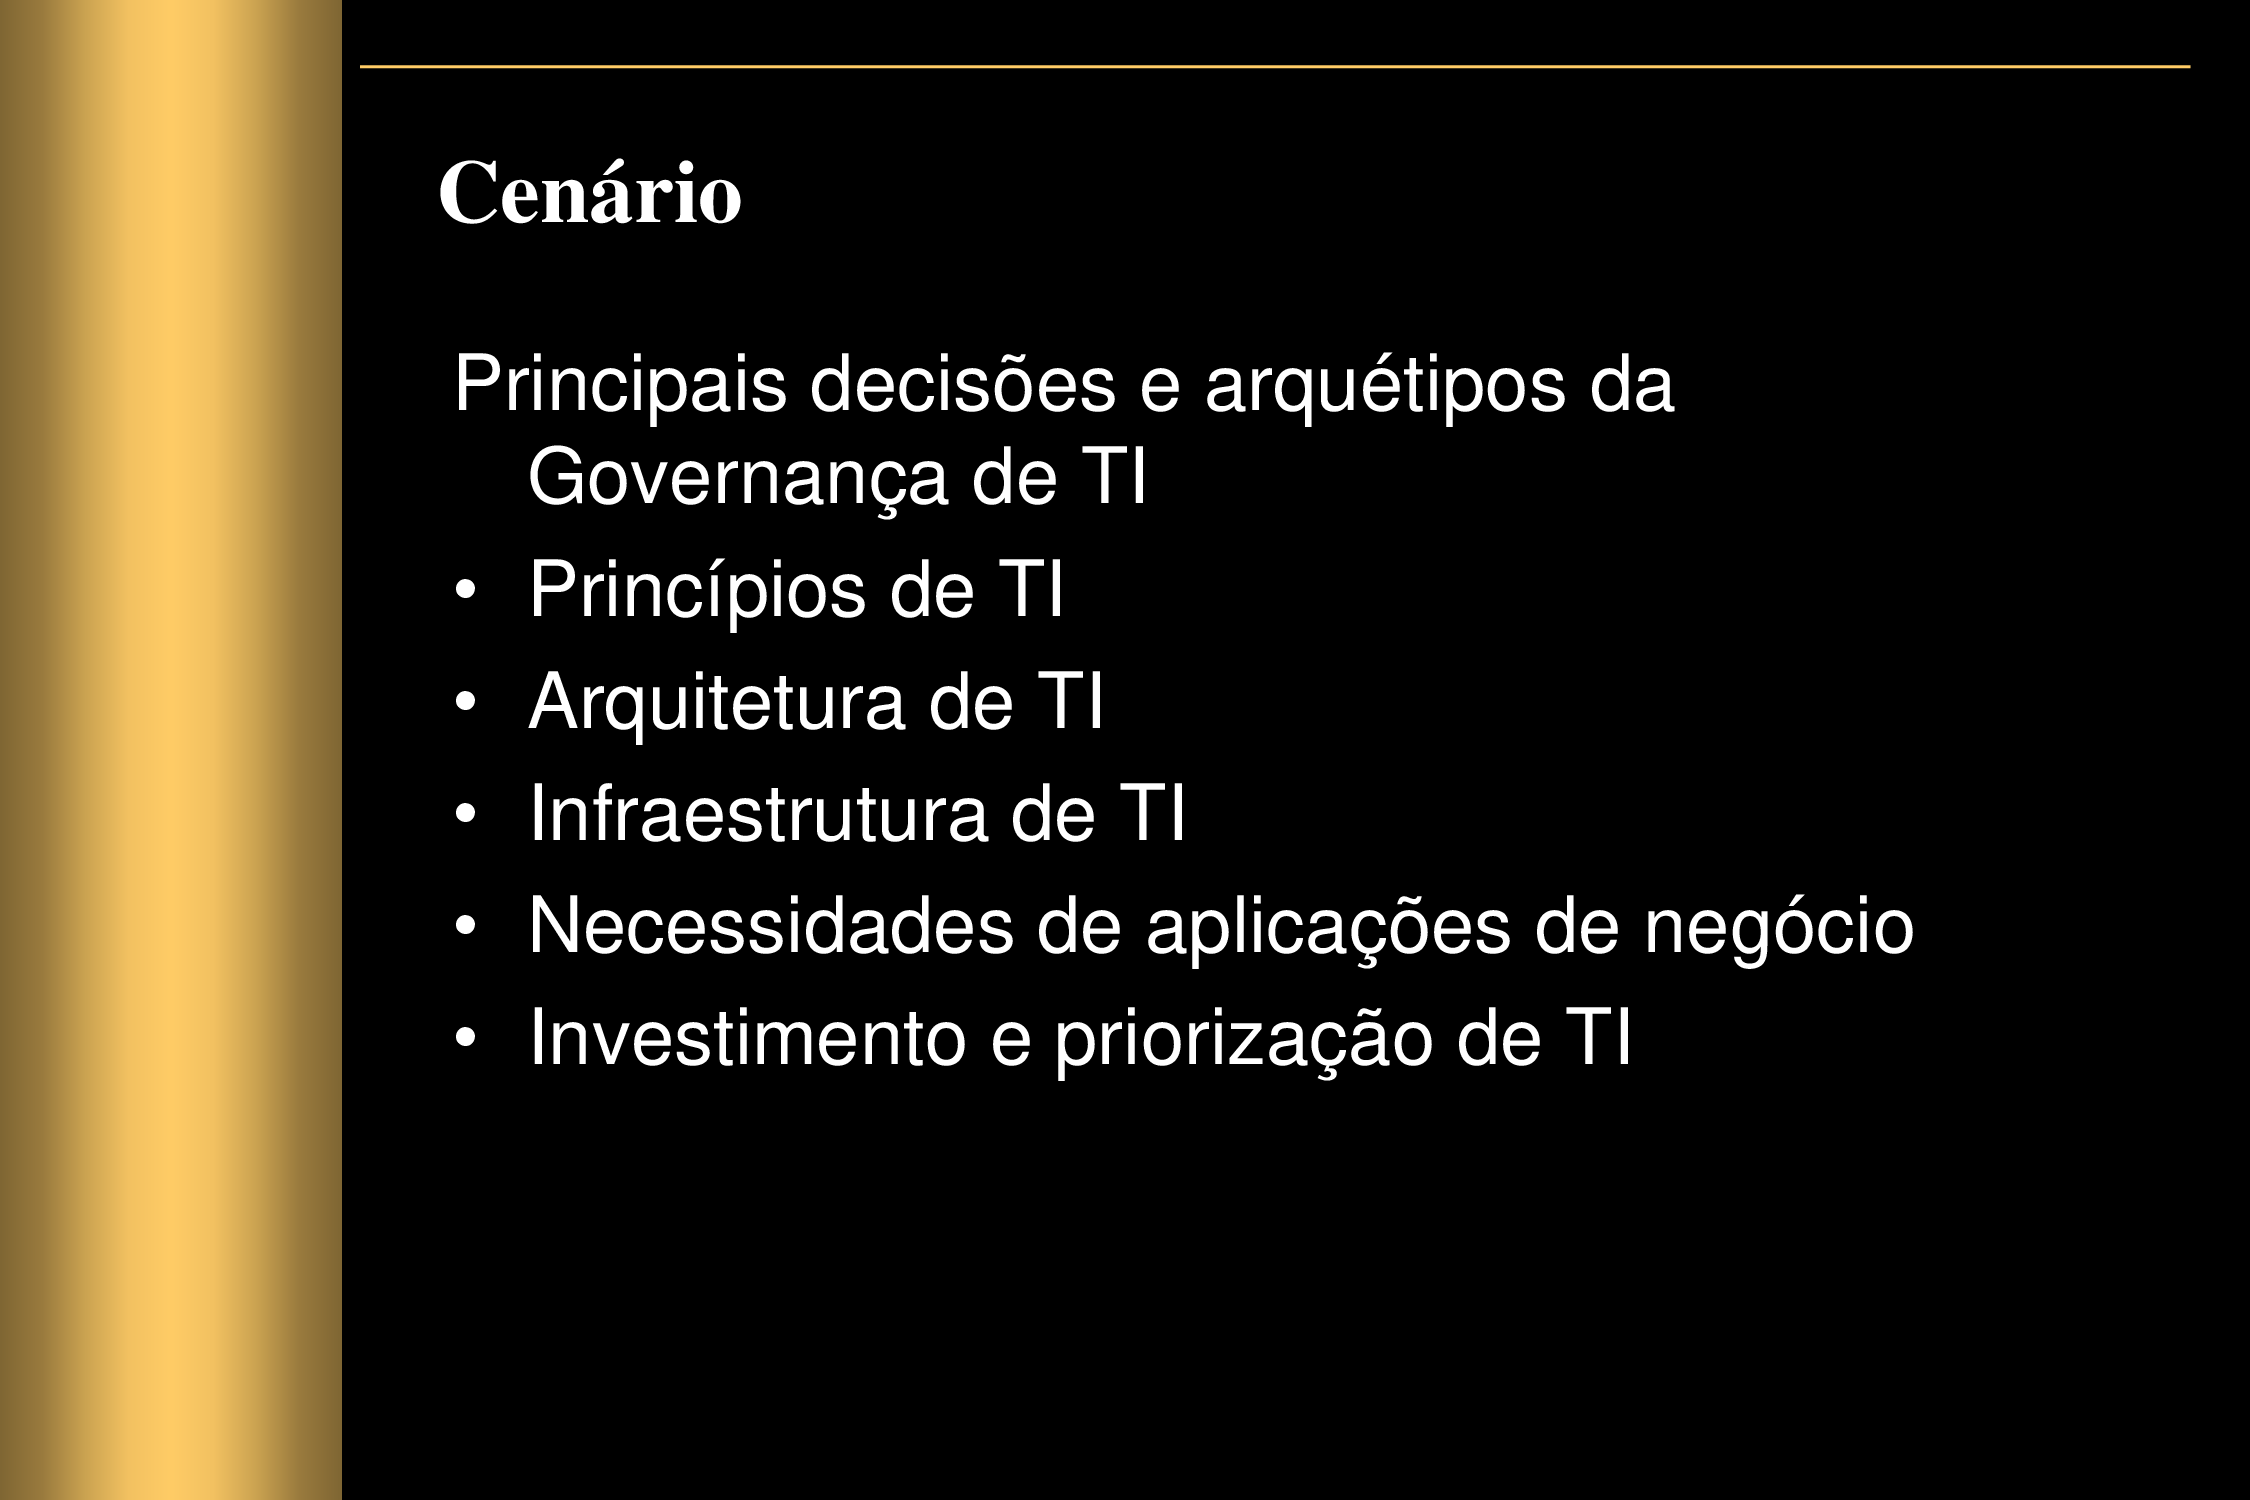 Cenário
Principais decisões e arquétipos da
Governança de TI
• Princípios de TI
• Arquitetura de TI
• Infraestrutura de TI
• Necessidades de aplicações de negócio
• Investimento e priorização de TI